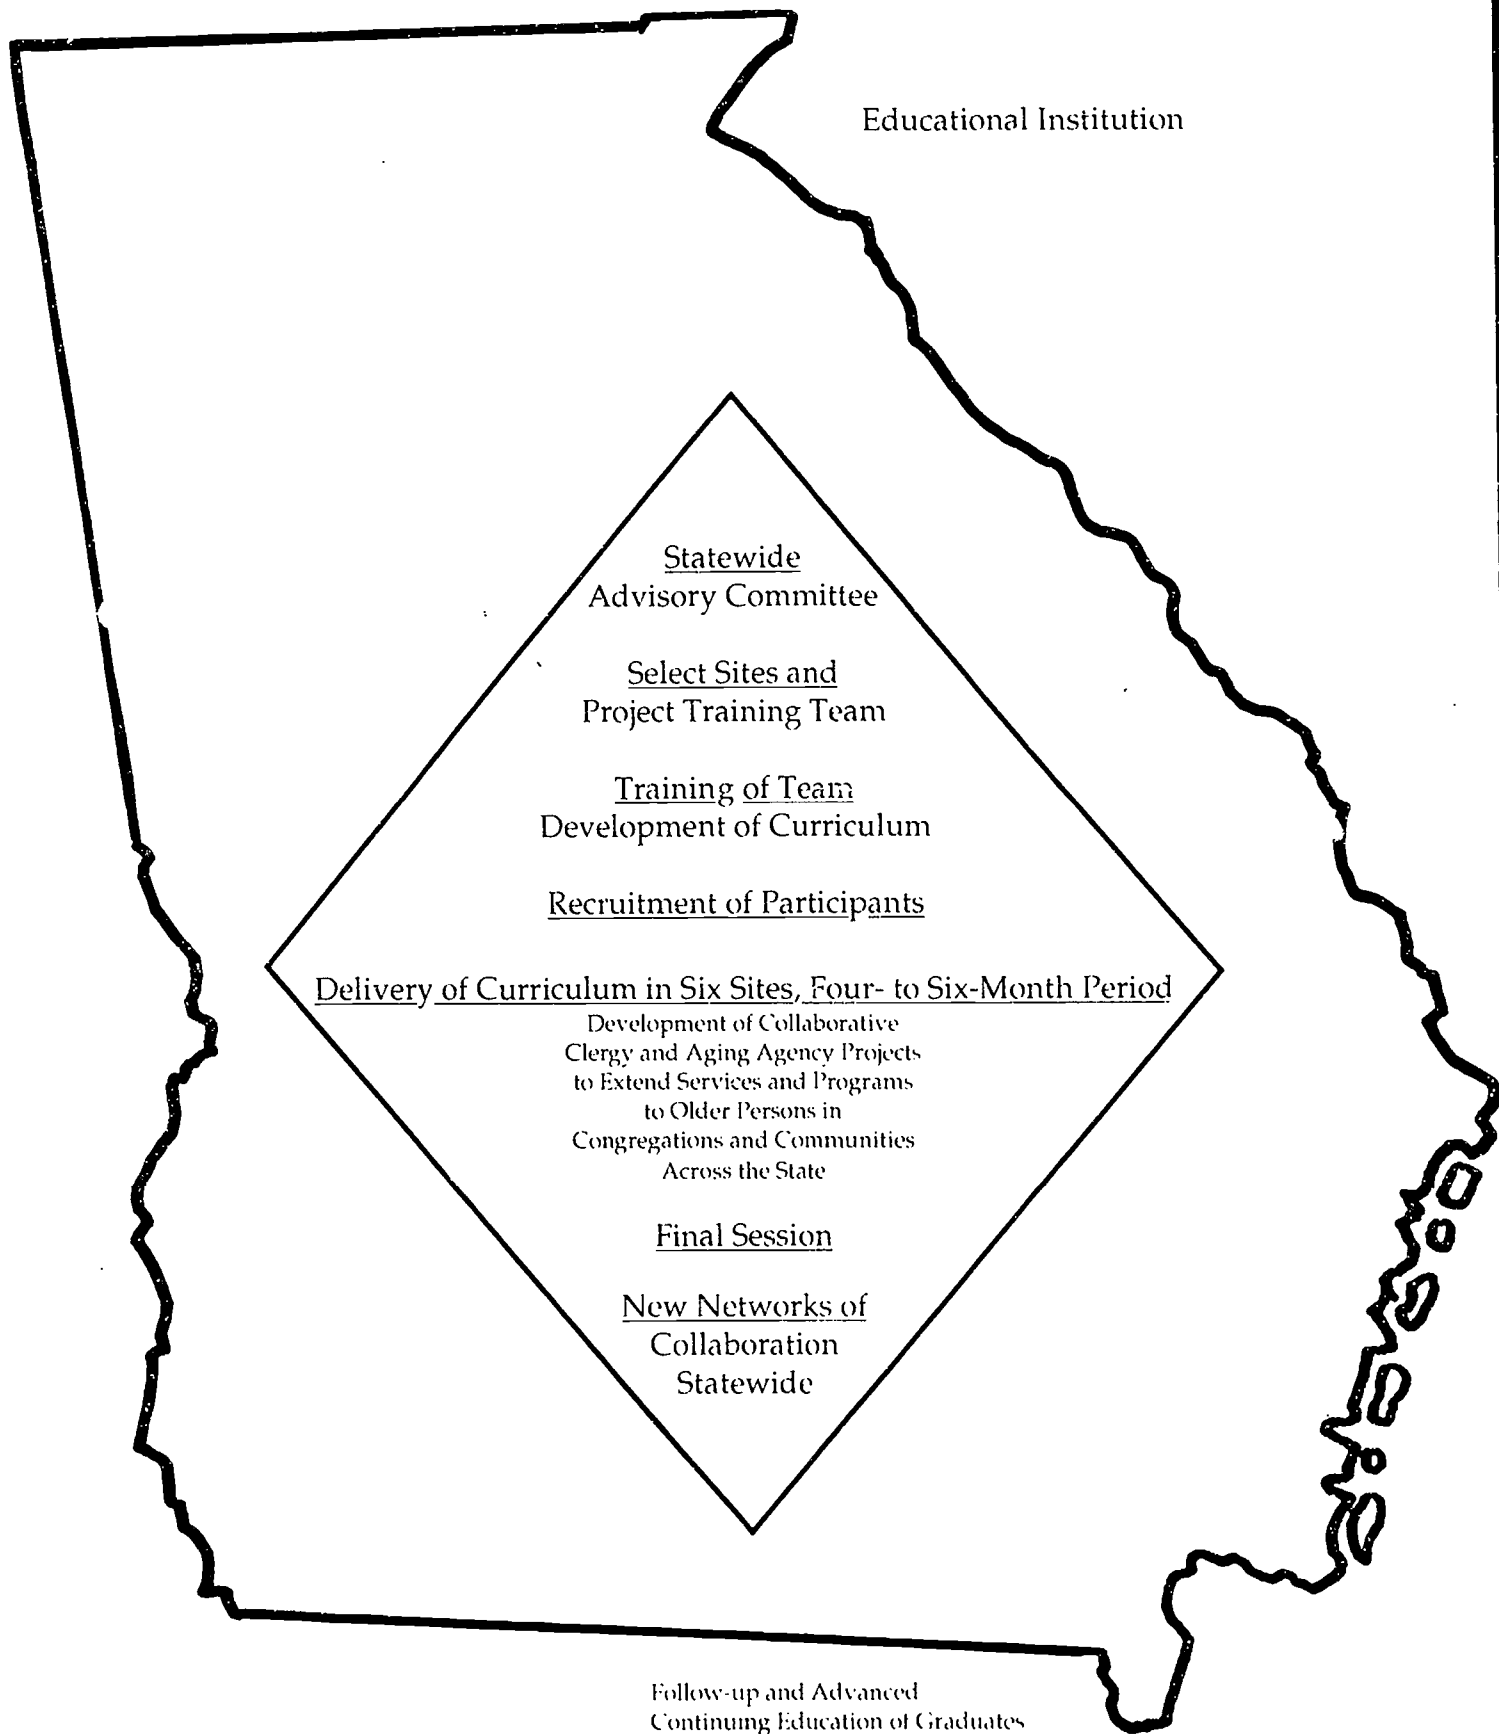 Educational Institution
Statewide
Advisory Committee
Select Sites and
Project Training Team
Training of Team
Development of Curriculum
Recruitment of Participants
Delivery of Curriculum in Six Sites, Four- to Six-Month Period
Development of Collaborative
Clergy and Aging Agency Projects
to Extend Services and Programs
to Older Persons in
Congregations and Communities
Across the State
Final Session
New Networks of
Collaboration
Statewide
Follow-up and Advanced
Continuing Education of Graduates